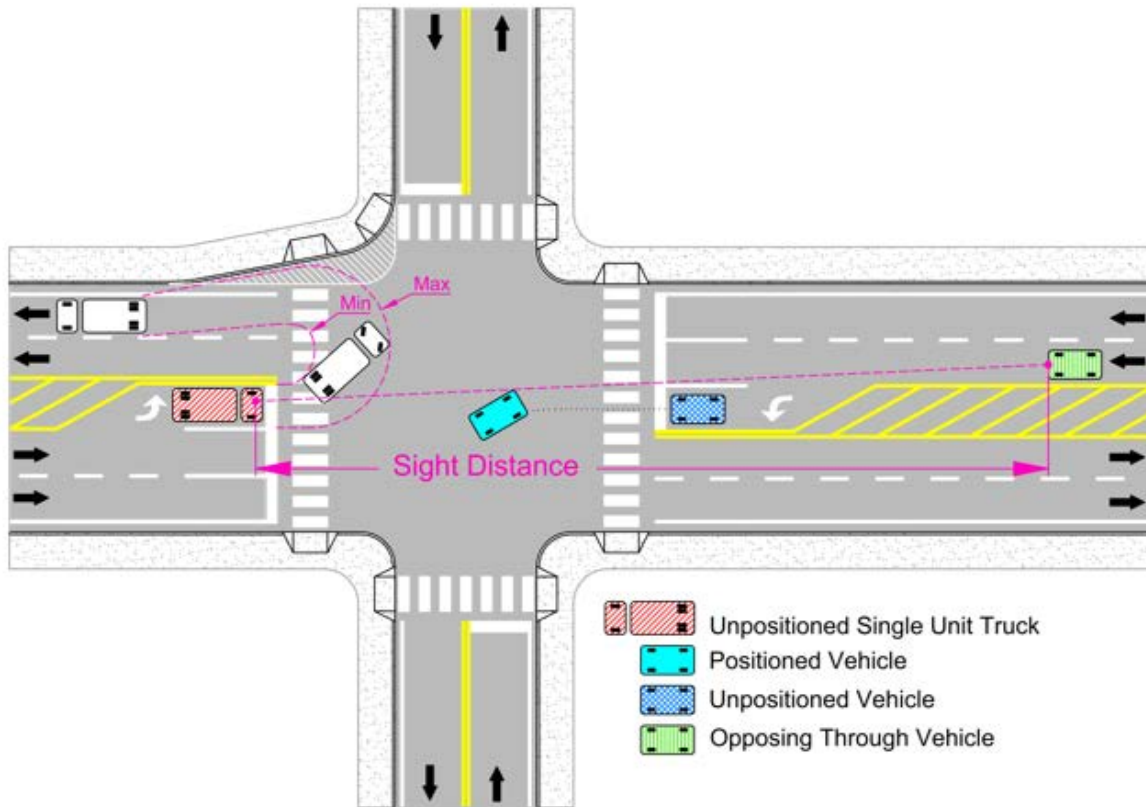 Min
Max
Sight Distance
Unpositioned Single Unit Truck
Positioned Vehicle
Unpositioned Vehicle
Opposing Through Vehicle